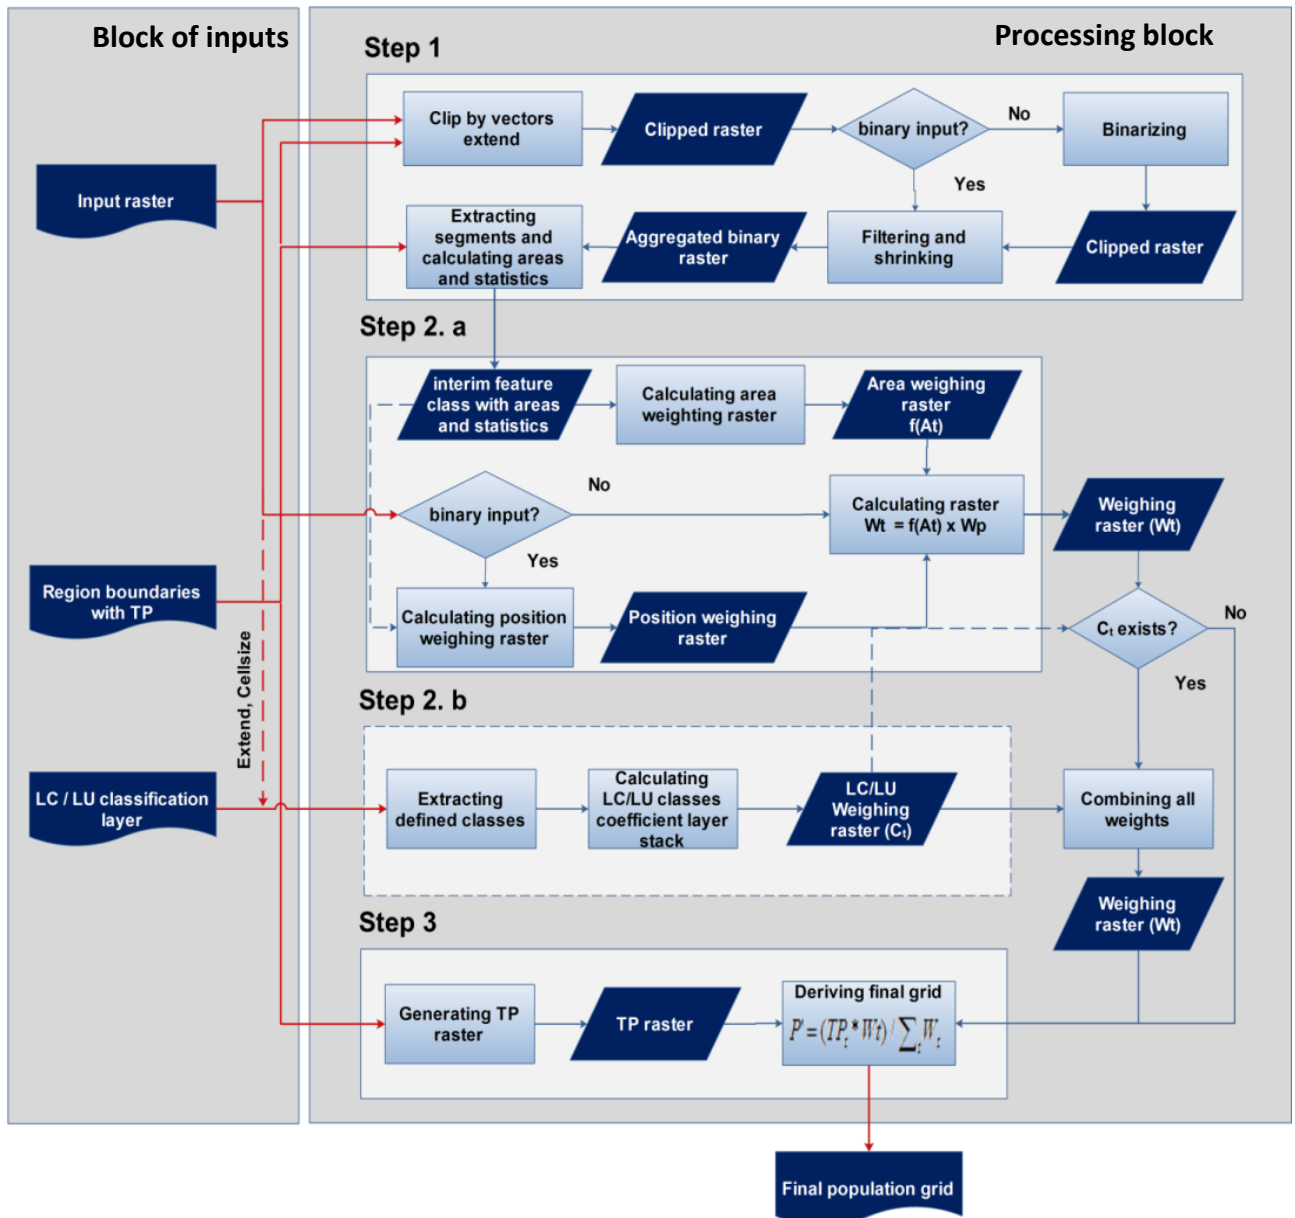 Block of inputs
Processing block
Step 1
Clip by vectors
extend
Clipped raster
binary input?
No
Binarizing
Yes
Input raster
Extracting
segments and
calculating areas
and statistics
Aggregated binary
raster
Filtering and
shrinking
Clipped raster
Step 2. a
interim feature
class with areas
and statistics
Calculating area
weighting raster
Area weighing
raster
f(At)
binary input?
No
Calculating raster
Wt = f(At) x Wp
Weighing
raster (Wt)
Yes
Region boundaries
with TP
Calculating position
weighing raster
Position weighing
raster
Cₜ exists?
No
Yes
Extend, Cellsize
Step 2. b
LC / LU classification
layer
Extracting
defined classes
Calculating
LC/LU classes
coefficient layer
stack
LC/LU
Weighing
raster (Cₜ)
Combining all
weights
Weighing
raster (Wt)
Step 3
Generating TP
raster
TP raster
Deriving final grid
P' = (TPₜ * Wt) / ∑ₜ Wₜ
Final population grid